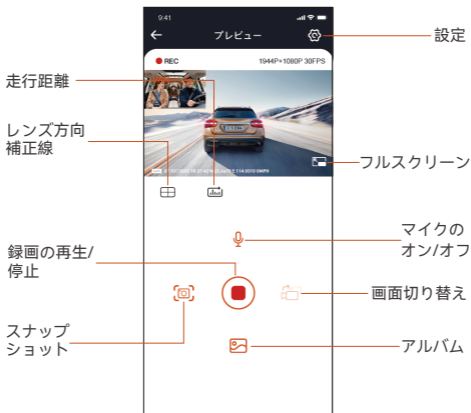 9:41
プレビュー
設定
REC
1944P+1080P 30FPS
走行距離
レンズ方向
補正線
フルスクリーン
マイクの
オン/オフ
録画の再生/
停止
画面切り替え
スナップ
ショット
アルバム